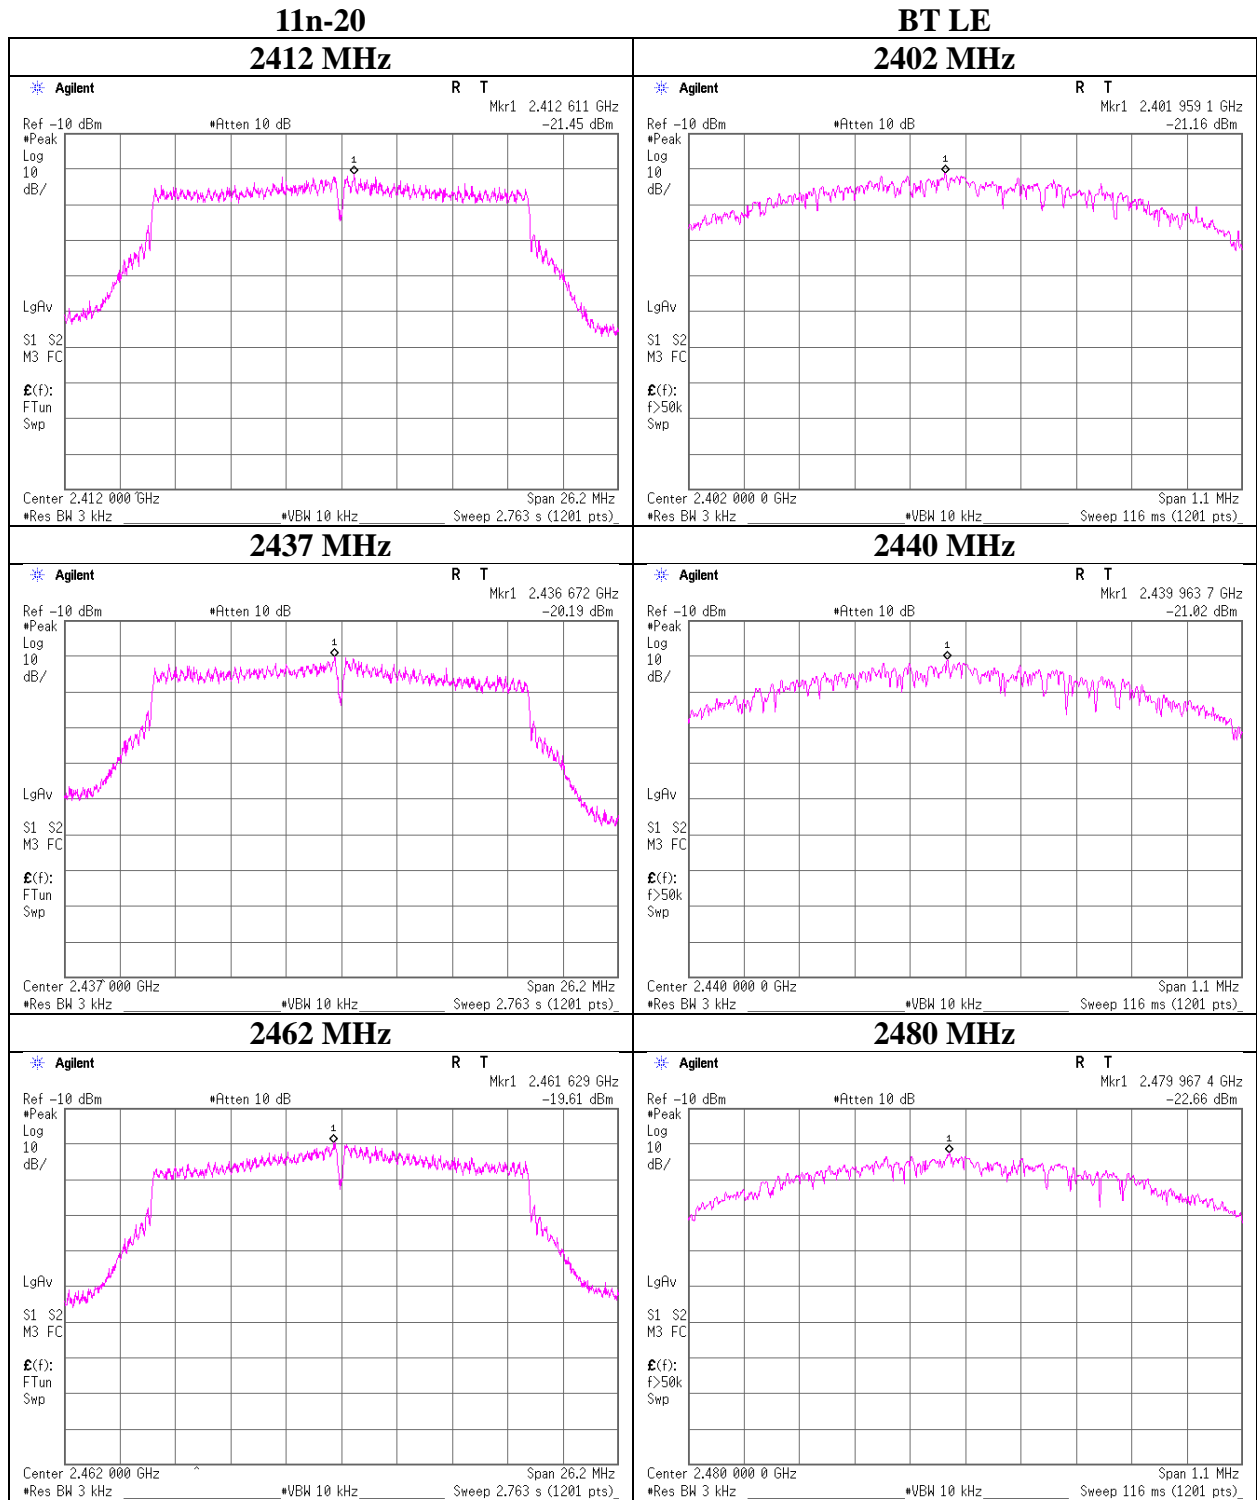 11n-20
BT LE
2412 MHz
2402 MHz
Agilent
R T
Mkr1 2.412 611 GHz
Ref -10 dBm
#Atten 10 dB
-21.45 dBm
#Peak
Log
10
dB/
1
LgAv
S1 S2
M3 FC
£(f):
FTun
Swp
Center 2.412 000 GHz
Span 26.2 MHz
#Res BW 3 kHz
#VBW 10 kHz
Sweep 2.763 s (1201 pts)
Agilent
R T
Mkr1 2.401 959 1 GHz
Ref -10 dBm
#Atten 10 dB
-21.16 dBm
#Peak
Log
10
dB/
1
LgAv
S1 S2
M3 FC
£(f):
f>50k
Swp
Center 2.402 000 0 GHz
Span 1.1 MHz
#Res BW 3 kHz
#VBW 10 kHz
Sweep 116 ms (1201 pts)
2437 MHz
2440 MHz
Agilent
R T
Mkr1 2.436 672 GHz
Ref -10 dBm
#Atten 10 dB
-20.19 dBm
#Peak
Log
10
dB/
1
LgAv
S1 S2
M3 FC
£(f):
FTun
Swp
Center 2.437 000 GHz
Span 26.2 MHz
#Res BW 3 kHz
#VBW 10 kHz
Sweep 2.763 s (1201 pts)
Agilent
R T
Mkr1 2.439 963 7 GHz
Ref -10 dBm
#Atten 10 dB
-21.02 dBm
#Peak
Log
10
dB/
1
LgAv
S1 S2
M3 FC
£(f):
f>50k
Swp
Center 2.440 000 0 GHz
Span 1.1 MHz
#Res BW 3 kHz
#VBW 10 kHz
Sweep 116 ms (1201 pts)
2462 MHz
2480 MHz
Agilent
R T
Mkr1 2.461 629 GHz
Ref -10 dBm
#Atten 10 dB
-19.61 dBm
#Peak
Log
10
dB/
1
LgAv
S1 S2
M3 FC
£(f):
FTun
Swp
Center 2.462 000 GHz
Span 26.2 MHz
#Res BW 3 kHz
#VBW 10 kHz
Sweep 2.763 s (1201 pts)
Agilent
R T
Mkr1 2.479 967 4 GHz
Ref -10 dBm
#Atten 10 dB
-22.66 dBm
#Peak
Log
10
dB/
1
LgAv
S1 S2
M3 FC
£(f):
f>50k
Swp
Center 2.480 000 0 GHz
Span 1.1 MHz
#Res BW 3 kHz
#VBW 10 kHz
Sweep 116 ms (1201 pts)